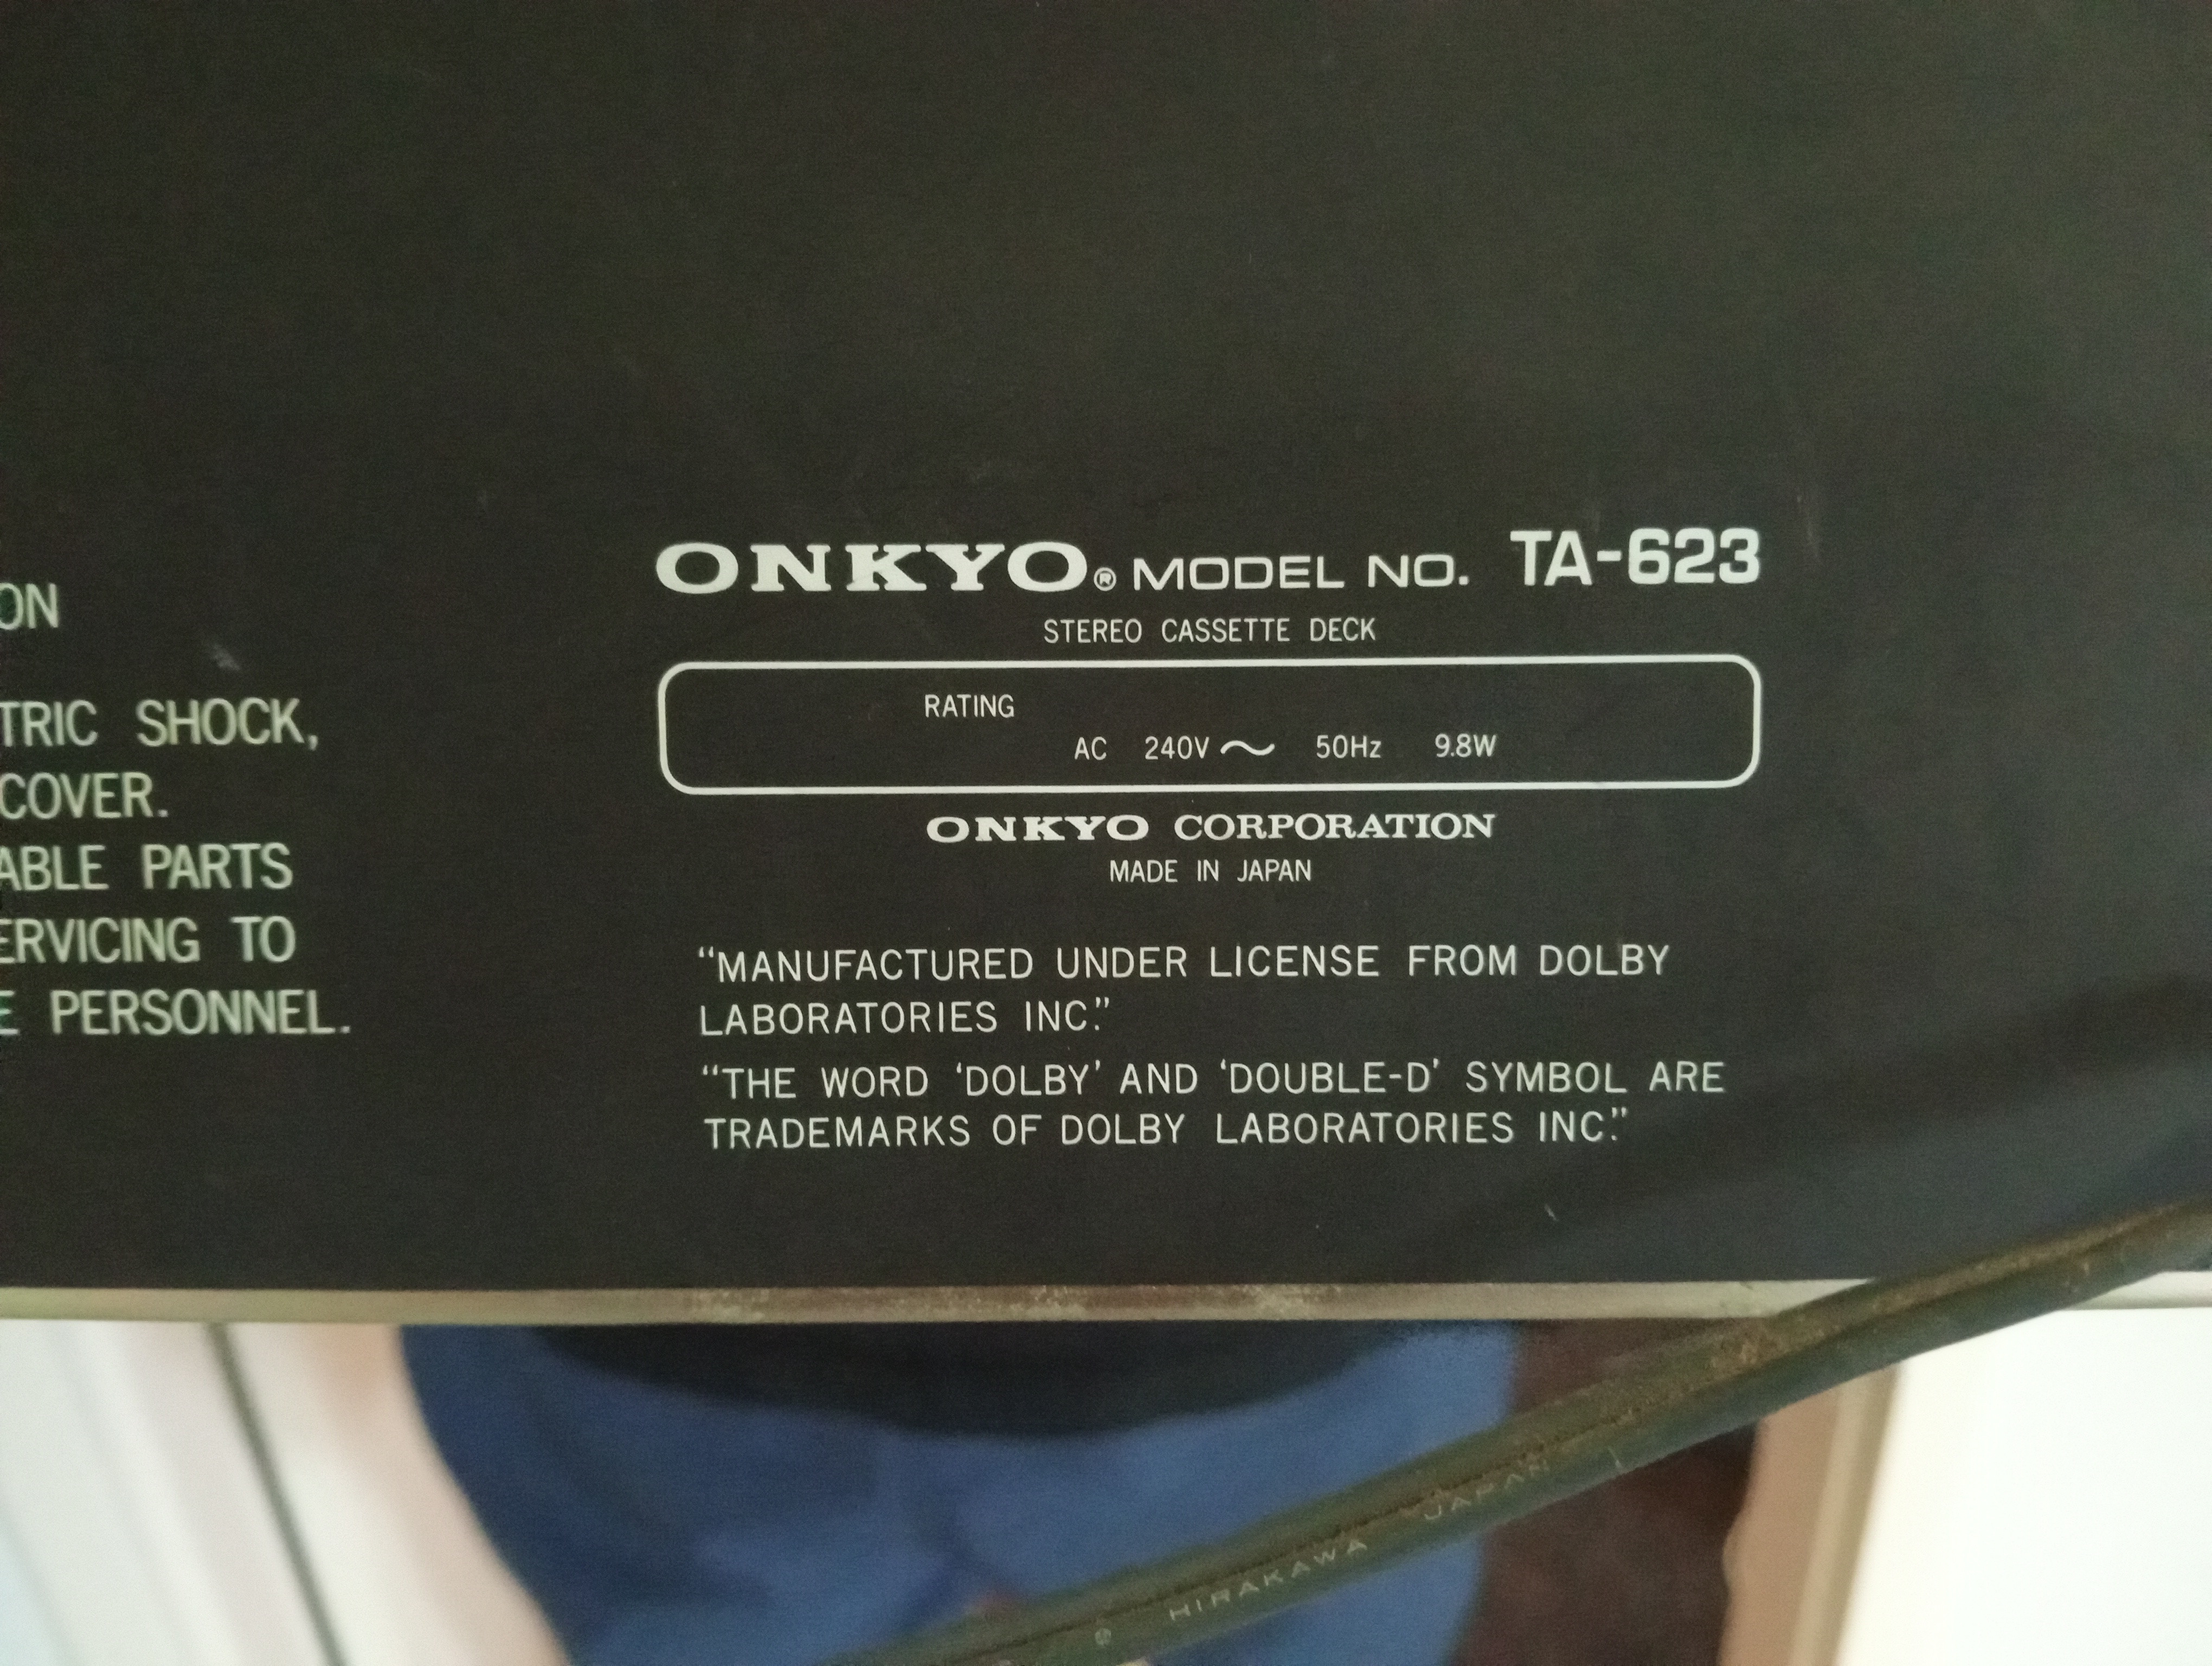 ON
TRIC SHOCK,
COVER.
ABLE PARTS
ERVICING TO
E PERSONNEL.
ONKYO® MODEL NO. TA-623
STEREO CASSETTE DECK
RATING
AC 240V ~ 50Hz 9.8W
ONKYO CORPORATION
MADE IN JAPAN
“MANUFACTURED UNDER LICENSE FROM DOLBY
LABORATORIES INC.”
“THE WORD ‘DOLBY’ AND ‘DOUBLE-D’ SYMBOL ARE
TRADEMARKS OF DOLBY LABORATORIES INC.”
HIRAKAWA JAPAN